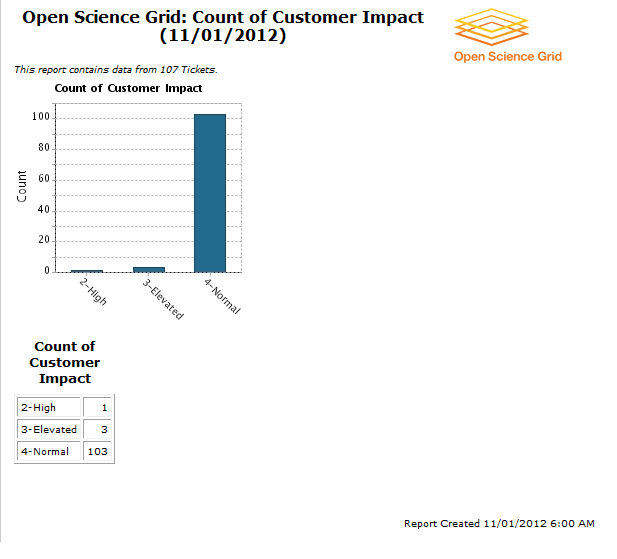 Open Science Grid: Count of Customer Impact
(11/01/2012)
Open Science Grid
This report contains data from 107 Tickets.
Count of Customer Impact
100
80
60
40
20
0
Count
2-High
3-Elevated
4-Normal
Count of
Customer
Impact
2-High 1
3-Elevated 3
4-Normal 103
Report Created 11/01/2012 6:00 AM